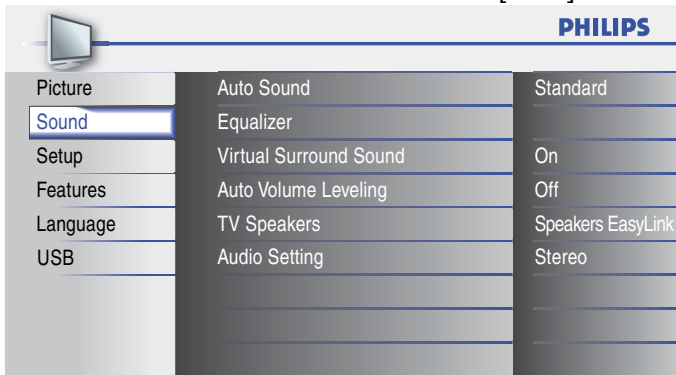 PHILIPS
Picture Auto Sound Standard
Sound Equalizer
Setup Virtual Surround Sound On
Features Auto Volume Leveling Off
Language TV Speakers Speakers EasyLink
USB Audio Setting Stereo